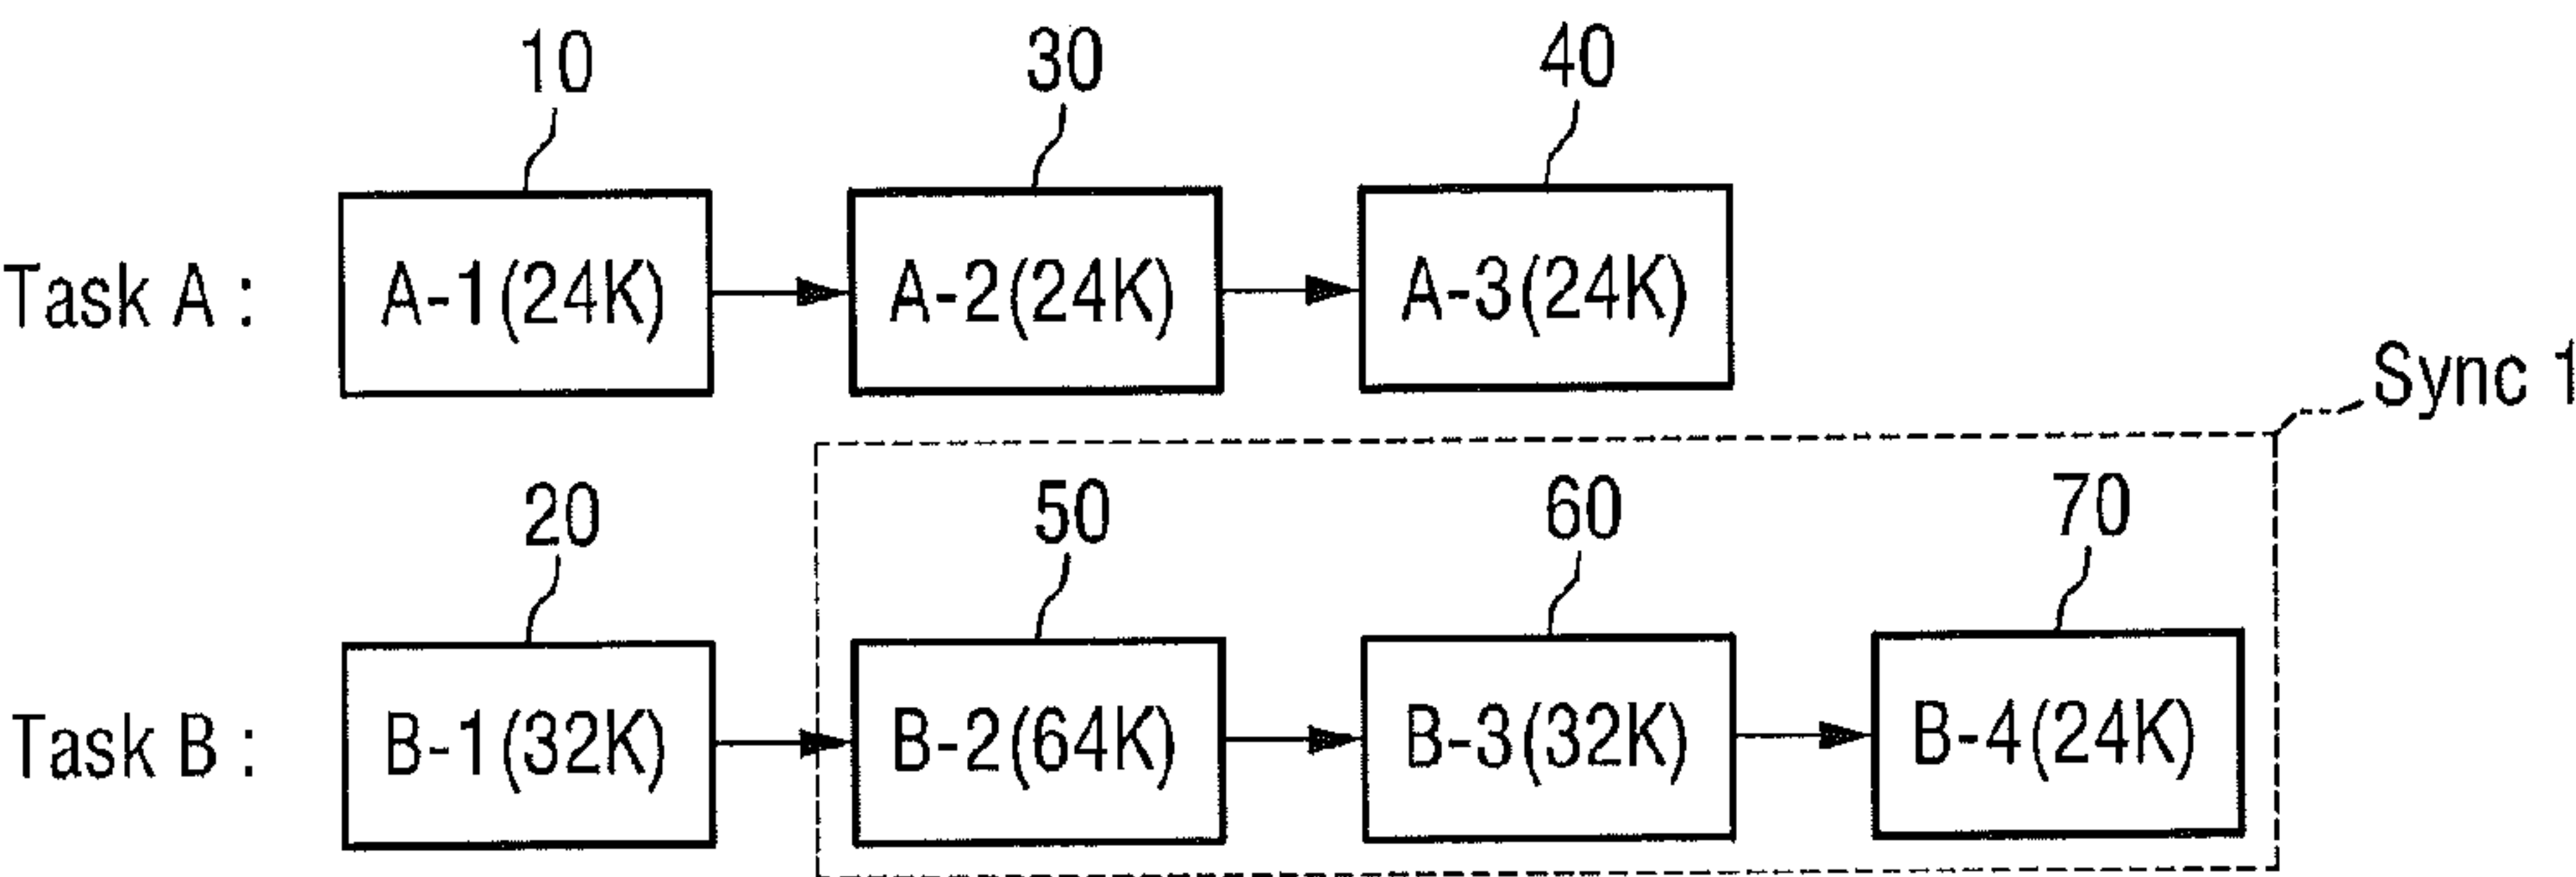 10 30 40
Task A : A-1(24K) A-2(24K) A-3(24K)
Sync 1
20 50 60 70
Task B : B-1(32K) B-2(64K) B-3(32K) B-4(24K)